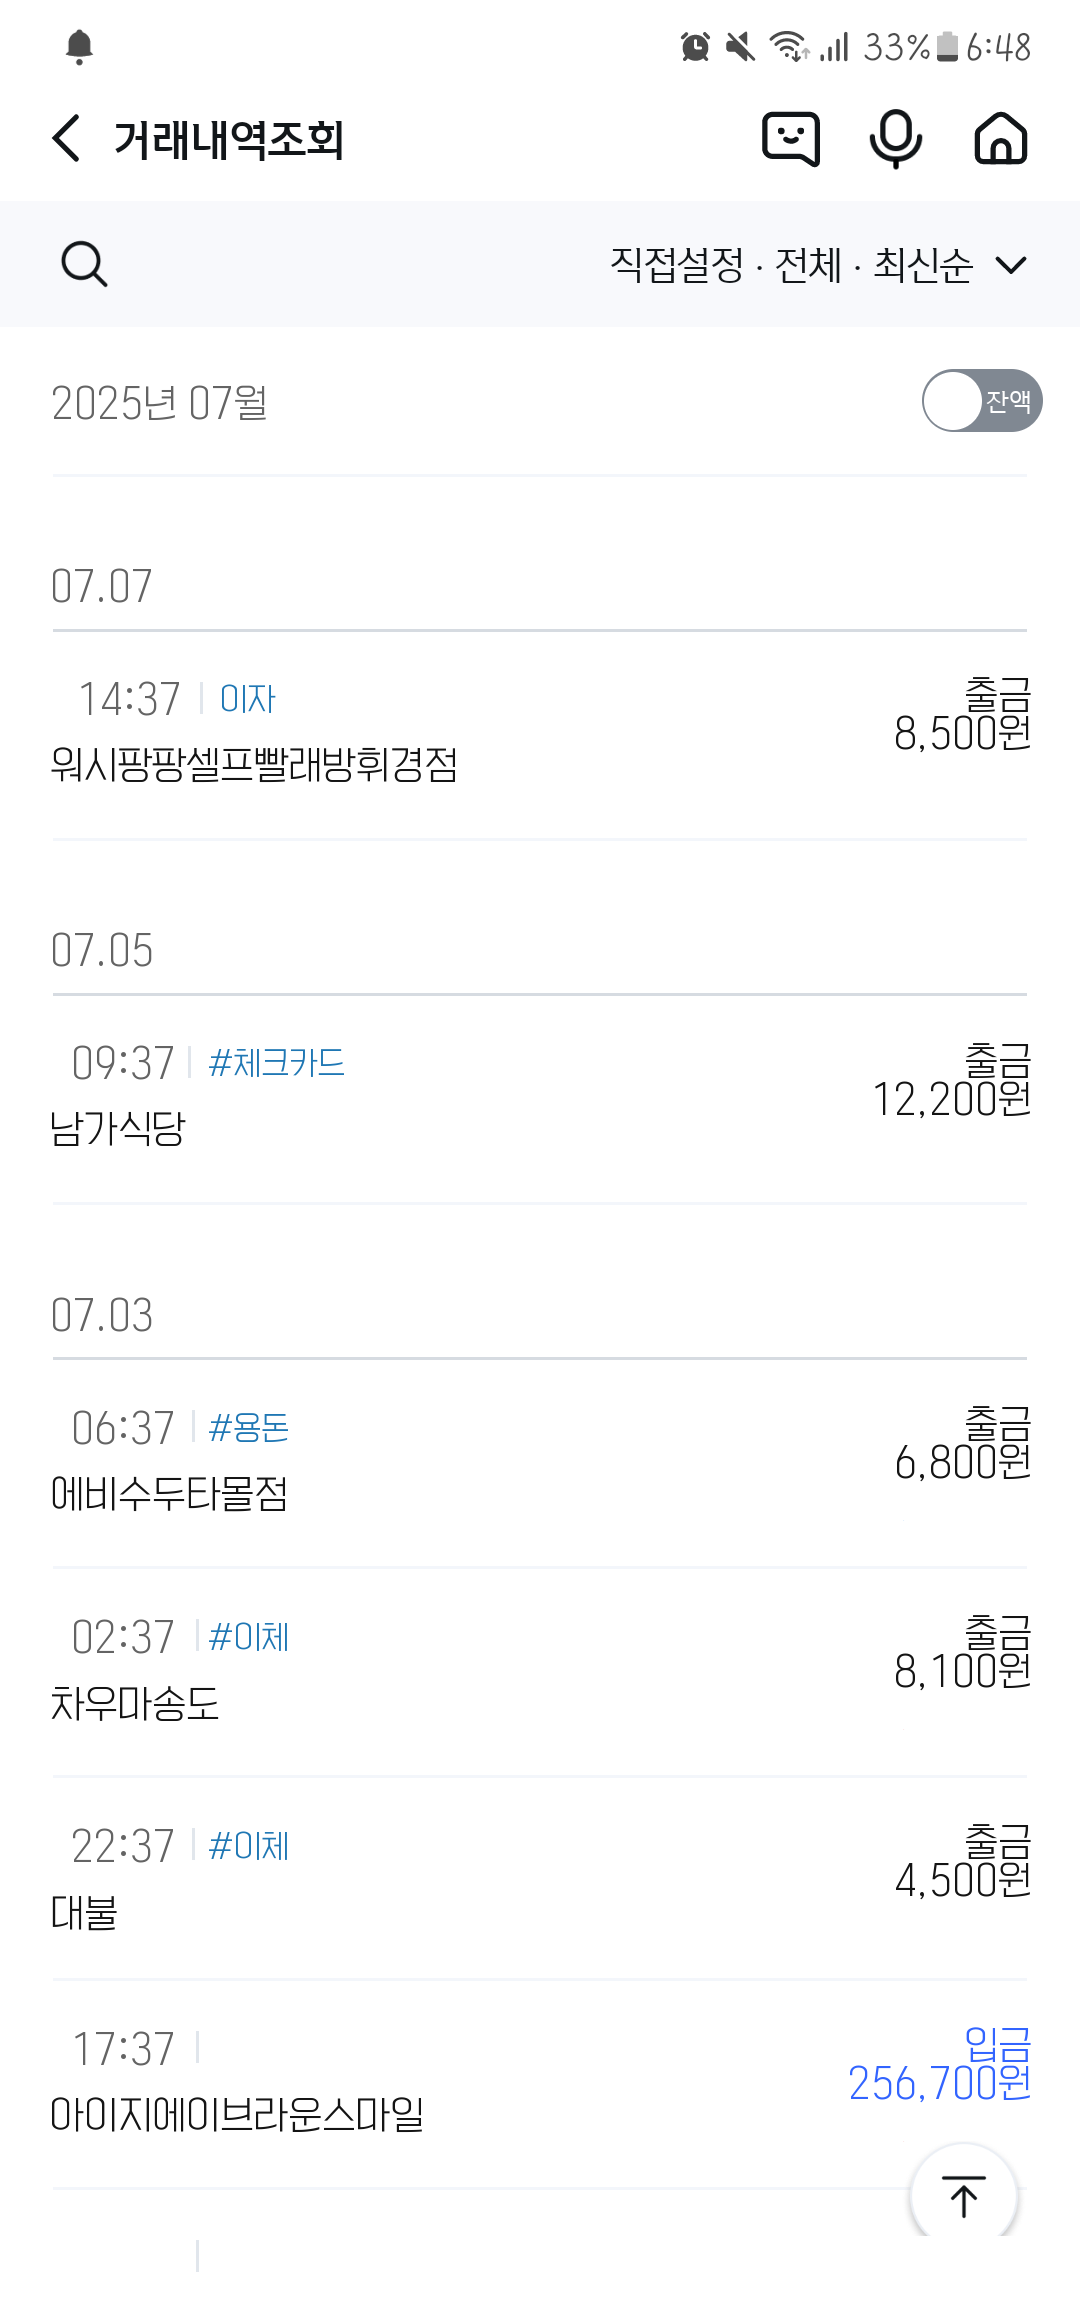 33% 6:48
거래내역조회
직접설정 · 전체 · 최신순
2025년 07월
잔액
07.07
14:37 이자
출금
8,500원
워시팡팡셀프빨래방휘경점
07.05
09:37 #체크카드
출금
12,200원
남가식당
07.03
06:37 #용돈
출금
6,800원
에비수두타몰점
02:37 #이체
출금
8,100원
차우마송도
22:37 #이체
출금
4,500원
대불
17:37
입금
256,700원
아이지에이브라운스마일